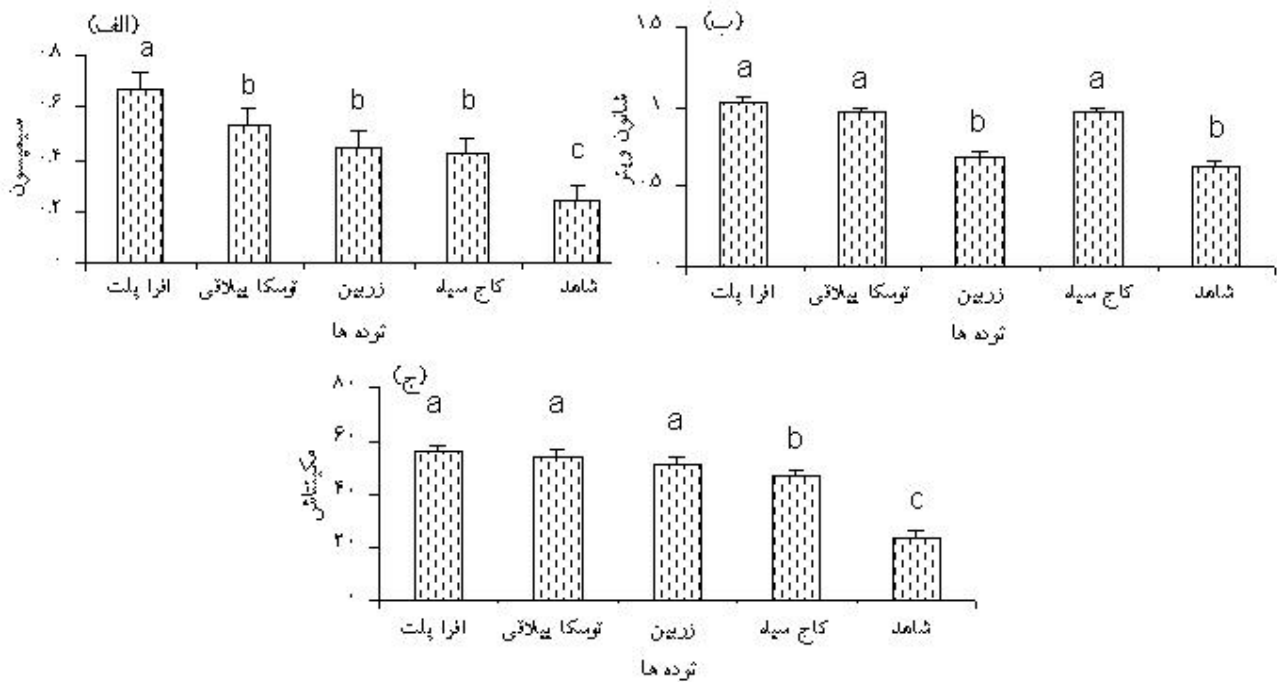 (الف)
سیمپسون
۰.۸
۰.۶
۰.۴
۰.۲
۰
a
b
b
b
c
افرا پلت
توسکا ییلاقی
زربین
کاج سیاه
شاهد
توده ها
(ب)
شانون وینر
۱.۵
۱
۰.۵
۰
a
a
b
a
b
افرا پلت
توسکا ییلاقی
زربین
کاج سیاه
شاهد
توده ها
(ج)
مکینتاش
۸۰
۶۰
۴۰
۲۰
۰
a
a
a
b
c
افرا پلت
توسکا ییلاقی
زربین
کاج سیاه
شاهد
توده ها